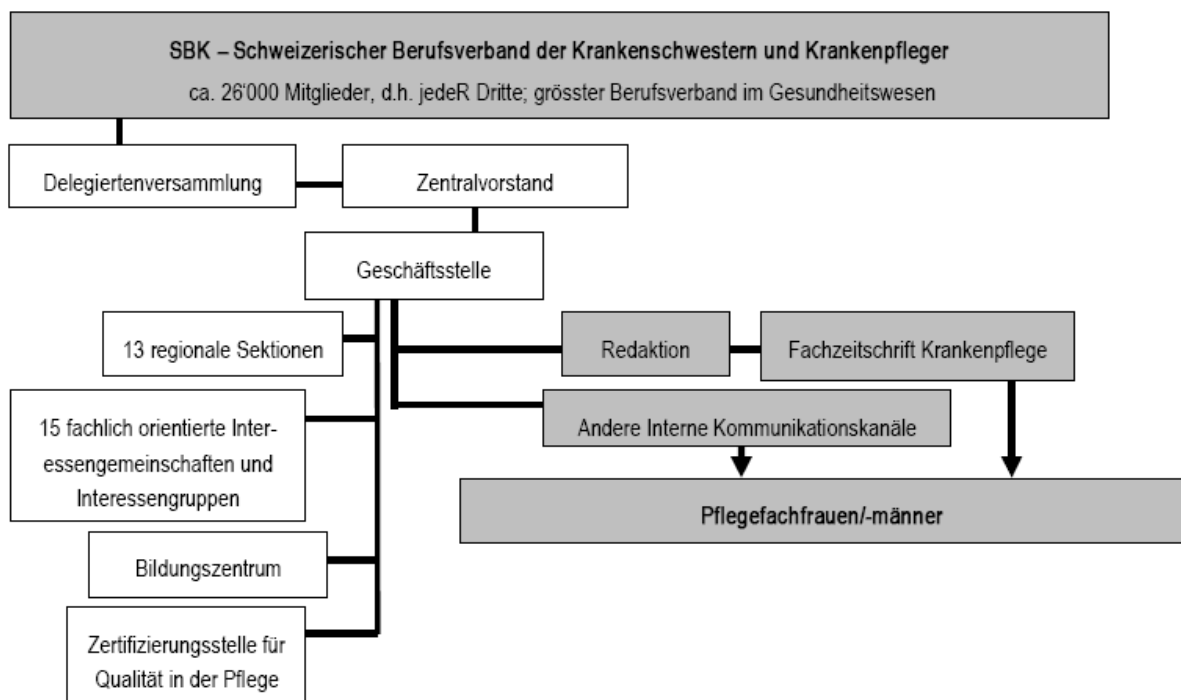 SBK – Schweizerischer Berufsverband der Krankenschwestern und Krankenpfleger
ca. 26'000 Mitglieder, d.h. jedeR Dritte; grösster Berufsverband im Gesundheitswesen
Delegiertenversammlung
Zentralvorstand
Geschäftsstelle
13 regionale Sektionen
Redaktion
Fachzeitschrift Krankenpflege
15 fachlich orientierte Inter-
essengemeinschaften und
Interessengruppen
Andere Interne Kommunikationskanäle
Pflegefachfrauen/-männer
Bildungszentrum
Zertifizierungsstelle für
Qualität in der Pflege